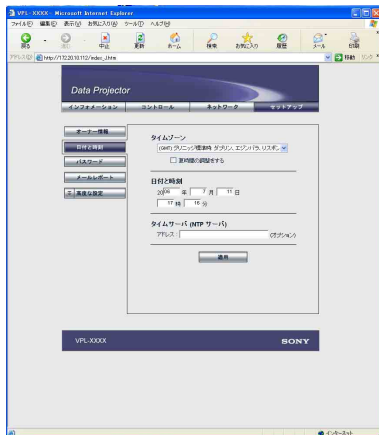 VPL-XXXX - Microsoft Internet Explorer
ファイル(F) 編集(E) 表示(V) お気に入り(A) ツール(T) ヘルプ(H)
戻る 中止 更新 ホーム 検索 お気に入り 履歴 メール 印刷
アドレス(D) http://172.20.10.112/index_J.htm 移動 リンク
Data Projector
インフォメーション コントロール ネットワーク セットアップ
オーナー情報
日付と時刻
パスワード
メールレポート
高度な設定
タイムゾーン
(GMT) グリニッジ標準時 ダブリン、エジンバラ、リスボン
夏時間の調整をする
日付と時刻
2006 年 7 月 11 日
17 時 16 分
タイムサーバ (NTP サーバ)
アドレス : (オプション)
適用
VPL-XXXX SONY
インターネット